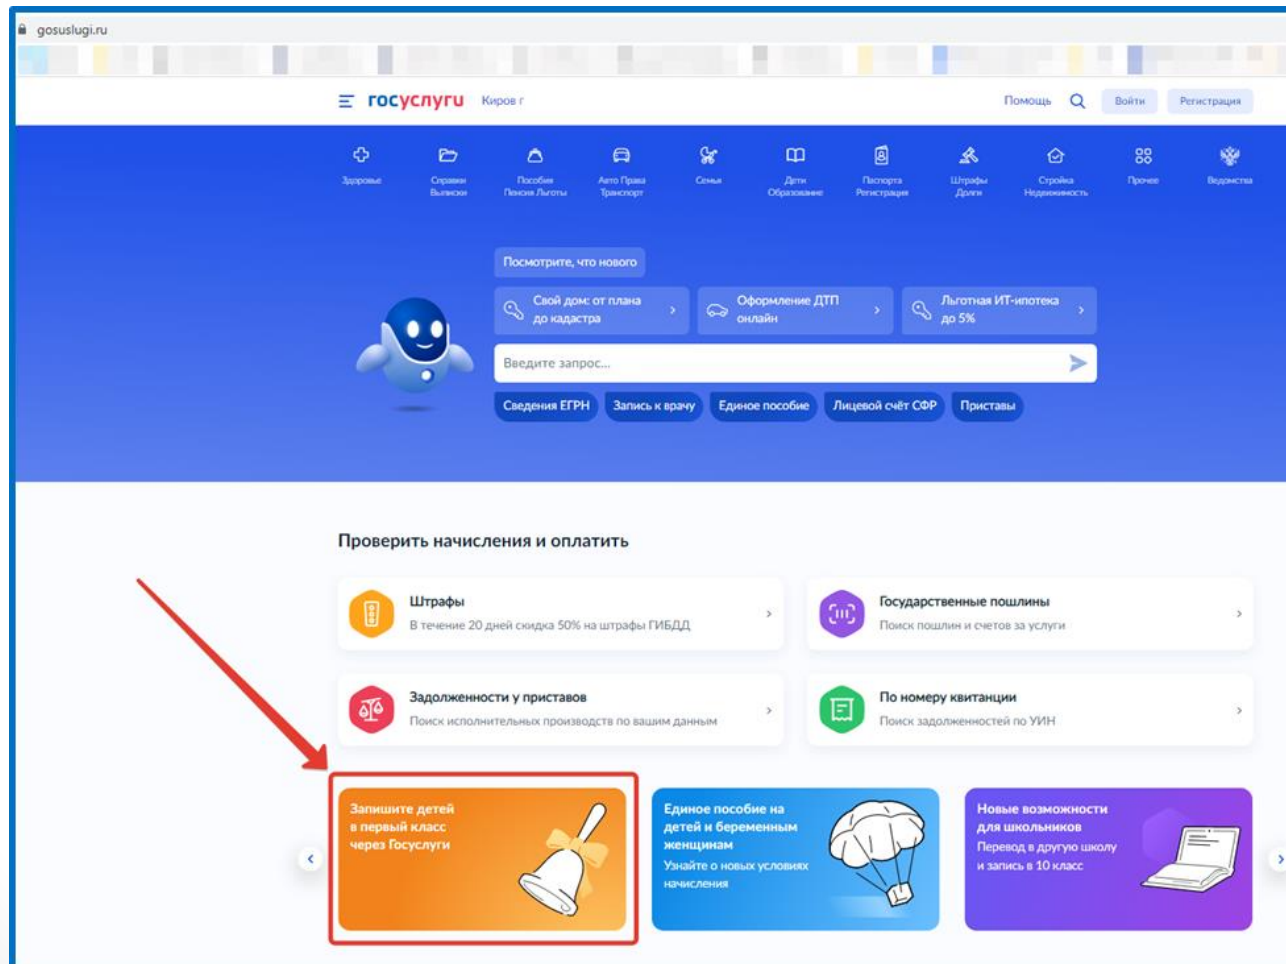 gosuslugi.ru
госуслуги Киров г Помощь Войти Регистрация
Здоровье
Справки
Выписки
Пособия
Пенсия Льготы
Авто Права
Транспорт
Семья
Дети
Образование
Паспорта
Регистрация
Штрафы
Долги
Стройка
Недвижимость
Прочее
Ведомства
Посмотрите, что нового
Свой дом: от плана
до кадастра
Оформление ДТП
онлайн
Льготная ИТ-ипотека
до 5%
Введите запрос...
Сведения ЕГРН Запись к врачу Единое пособие Лицевой счёт СФР Приставы
Проверить начисления и оплатить
Штрафы
В течение 20 дней скидка 50% на штрафы ГИБДД
Государственные пошлины
Поиск пошлин и счетов за услуги
Задолженности у приставов
Поиск исполнительных производств по вашим данным
По номеру квитанции
Поиск задолженностей по УИН
Запишите детей
в первый класс
через Госуслуги
Единое пособие на
детей и беременным
женщинам
Узнайте о новых условиях
начисления
Новые возможности
для школьников
Перевод в другую школу
и запись в 10 класс